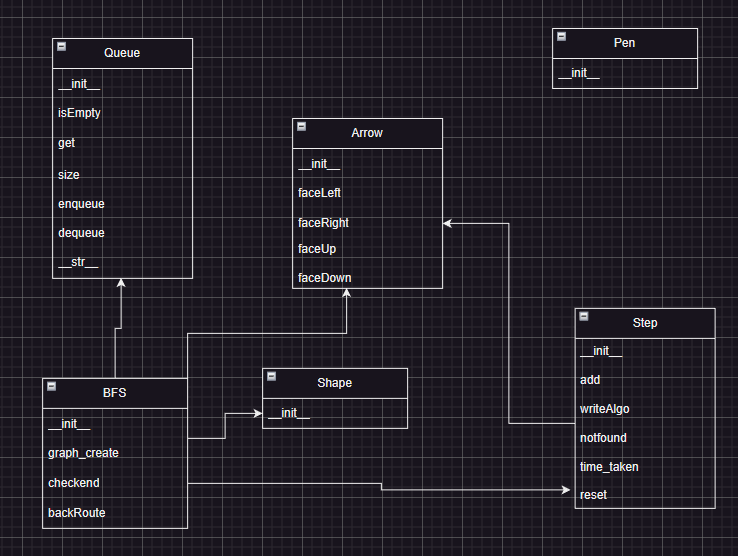 Queue
__init__
isEmpty
get
size
enqueue
dequeue
__str__
Pen
__init__
Arrow
__init__
faceLeft
faceRight
faceUp
faceDown
BFS
__init__
graph_create
checkend
backRoute
Shape
__init__
Step
__init__
add
writeAlgo
notfound
time_taken
reset